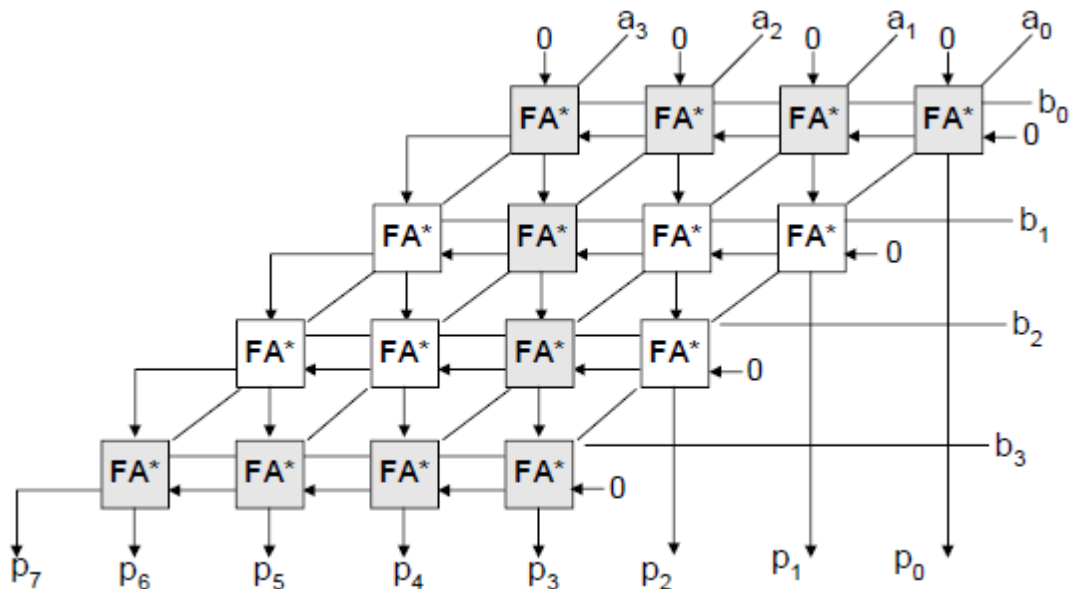 a₃ a₂ a₁ a₀
0 0 0 0
FA* FA* FA* FA* b₀
0
FA* FA* FA* FA* b₁
0
FA* FA* FA* FA* b₂
0
FA* FA* FA* FA* b₃
0
p₇ p₆ p₅ p₄ p₃ p₂ p₁ p₀